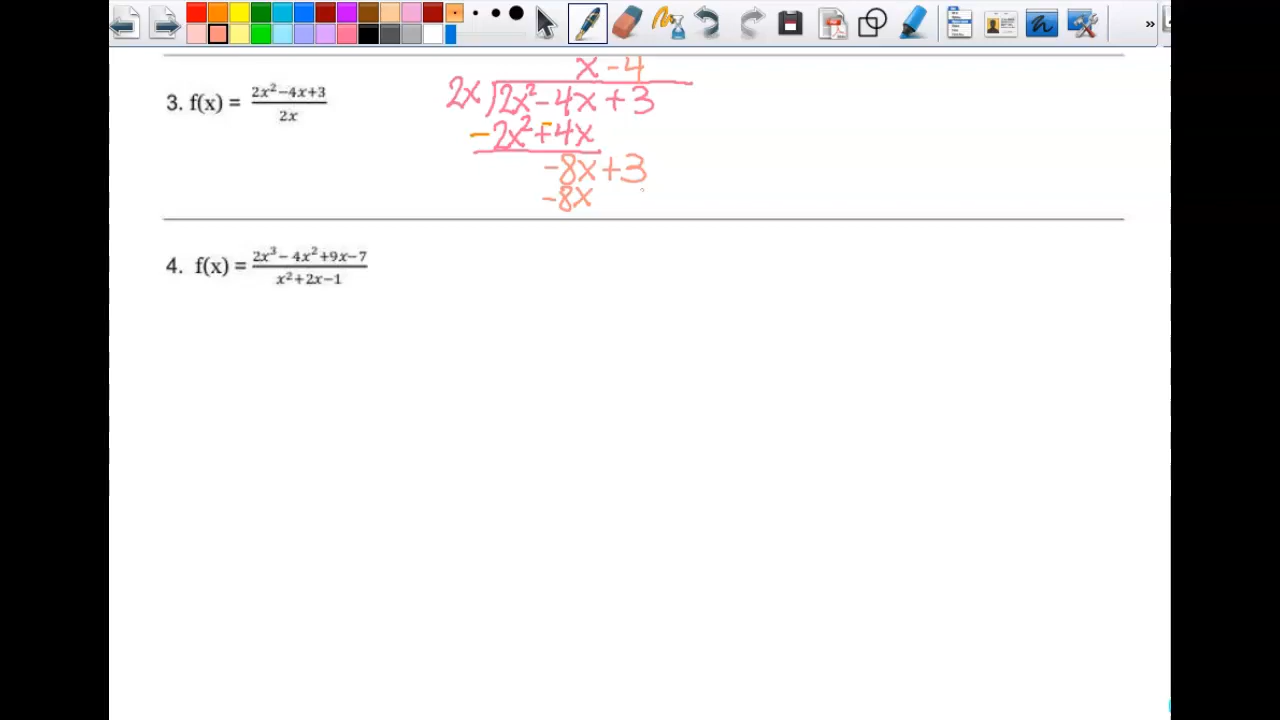 x - 4
3. f(x) = 2x²-4x+3 / 2x
2x 2x² - 4x + 3
- 2x² + 4x
-8x + 3
-8x
4. f(x) = 2x³- 4x²+9x-7 / x²+2x-1